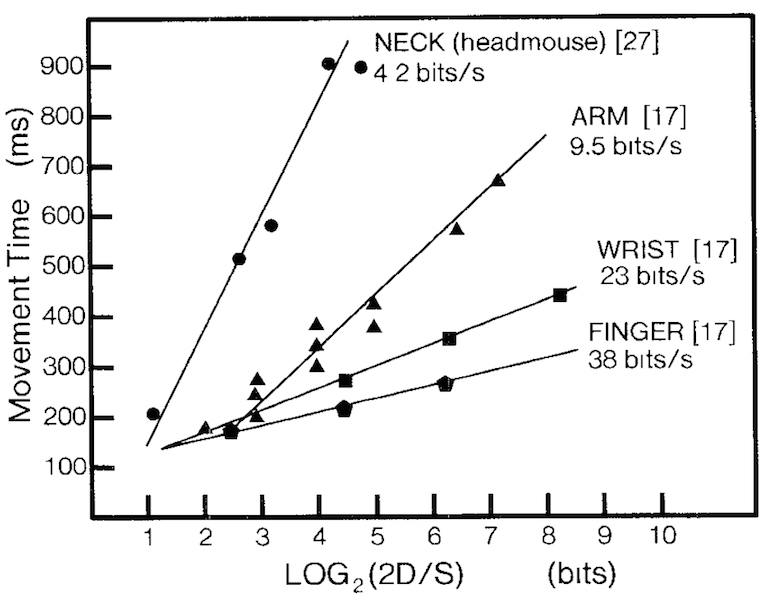 NECK (headmouse) [27]
4 2 bits/s
ARM [17]
9.5 bits/s
WRIST [17]
23 bits/s
FINGER [17]
38 bits/s
Movement Time (ms)
900
800
700
600
500
400
300
200
100
1 2 3 4 5 6 7 8 9 10
LOG₂(2D/S) (bits)